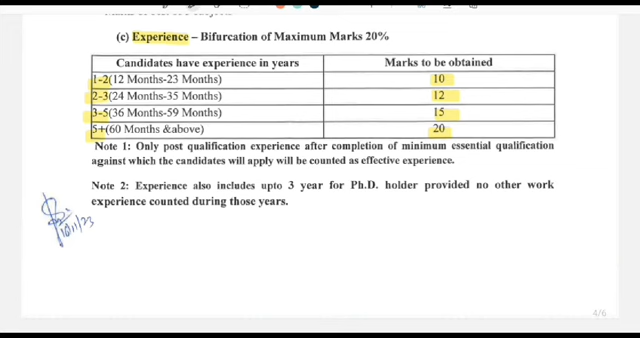 (c) Experience – Bifurcation of Maximum Marks 20%
Candidates have experience in years Marks to be obtained
1-2(12 Months-23 Months) 10
2-3(24 Months-35 Months) 12
3-5(36 Months-59 Months) 15
5+(60 Months &above) 20
Note 1: Only post qualification experience after completion of minimum essential qualification
against which the candidates will apply will be counted as effective experience.
Note 2: Experience also includes upto 3 year for Ph.D. holder provided no other work
experience counted during those years.
10/11/23
4/6